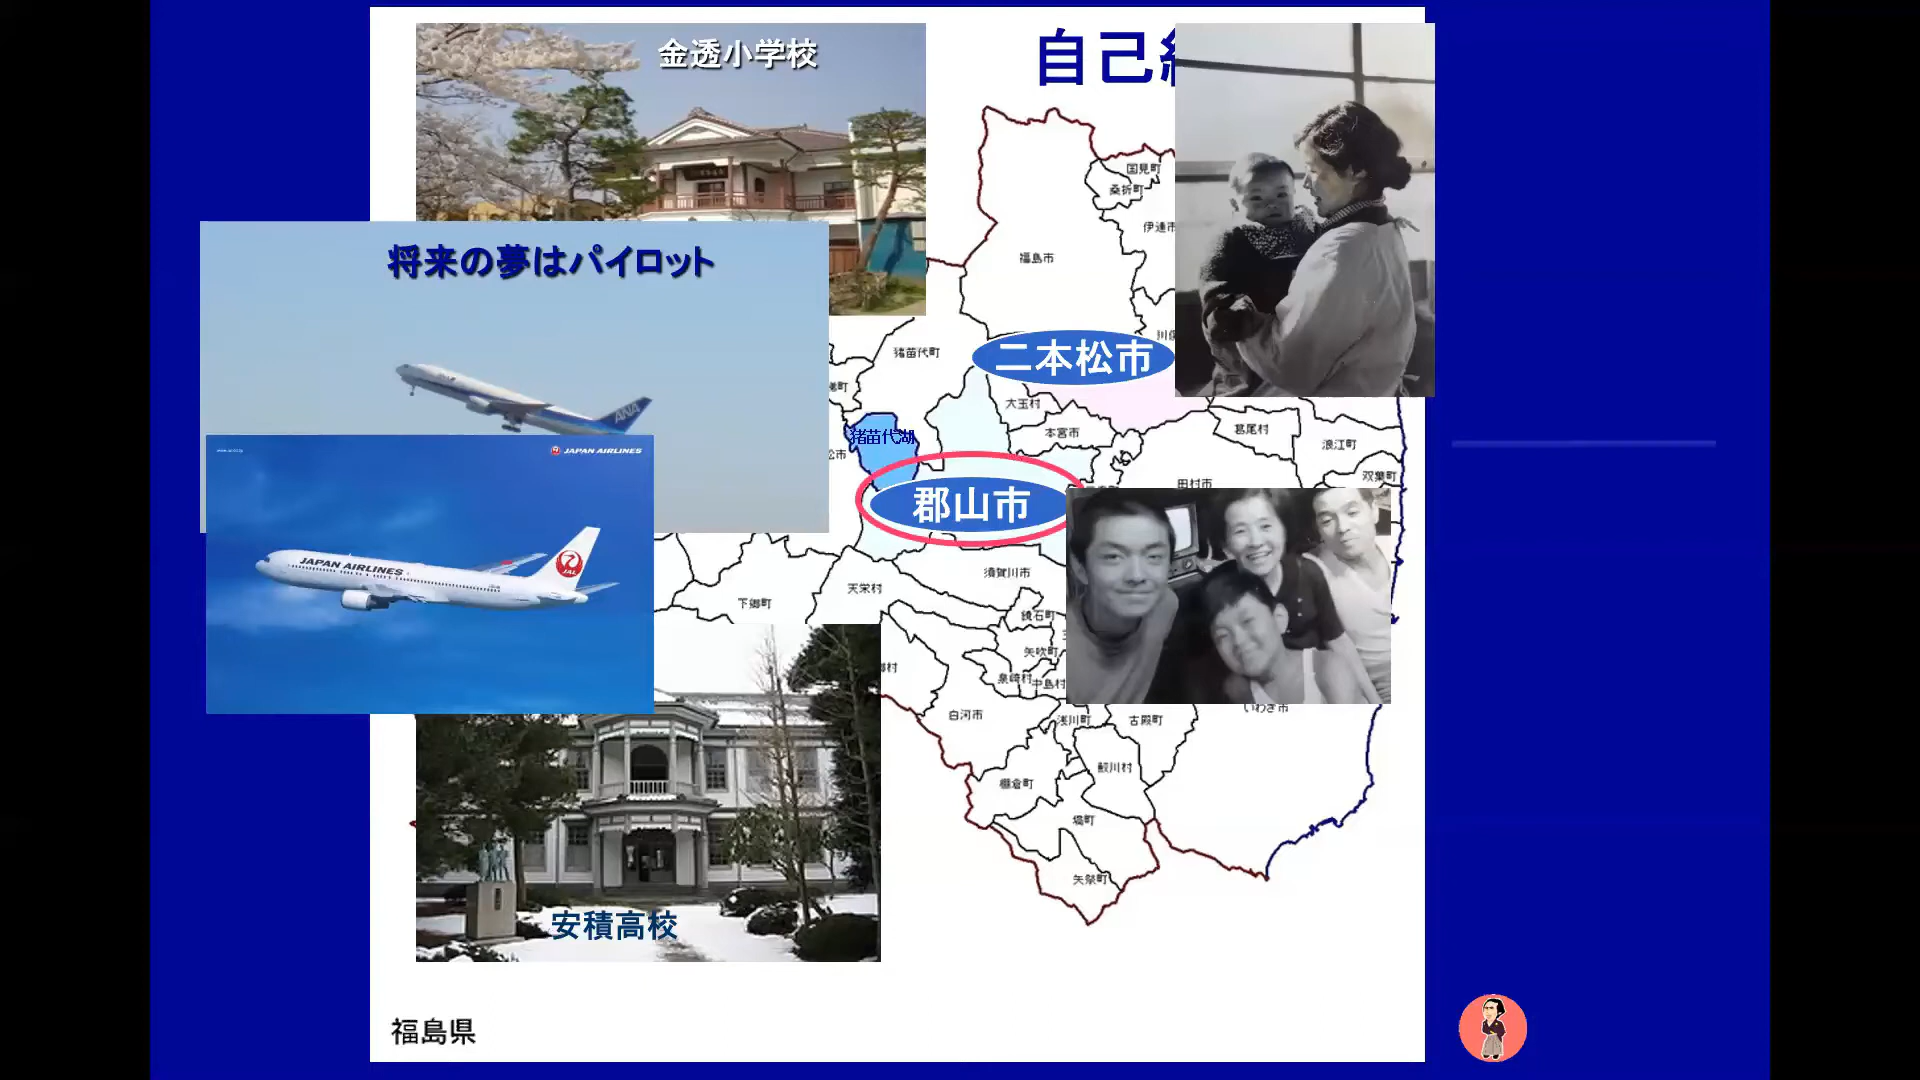 金透小学校
自己
国見町
桑折町
伊達市
福島市
将来の夢はパイロット
猪苗代町
二本松市
ANA
大玉村
本宮市
葛尾村
浪江町
猪苗代湖
双葉町
田村市
郡山市
JAPAN AIRLINES
JAPAN AIRLINES
JAL
須賀川市
天栄村
下郷町
鏡石町
矢吹町
泉崎村
中島村
白河市
浅川町
古殿町
いわき市
鮫川村
棚倉町
塙町
矢祭町
安積高校
福島県